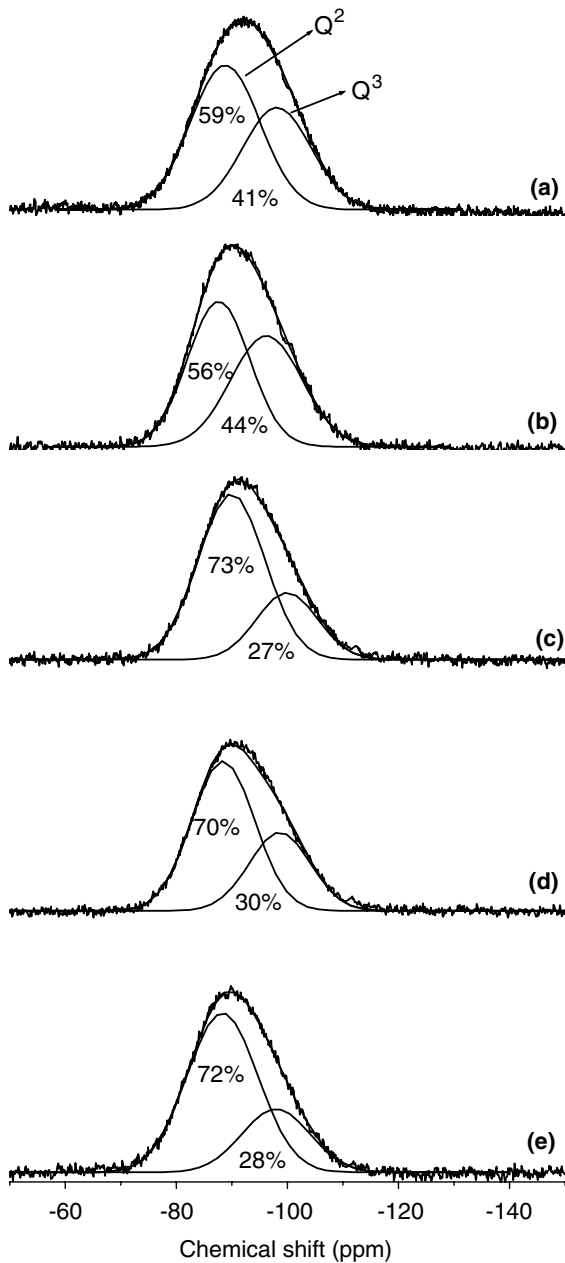 Q²
Q³
59%
41%
(a)
56%
44%
(b)
73%
27%
(c)
70%
30%
(d)
72%
28%
(e)
-60 -80 -100 -120 -140
Chemical shift (ppm)